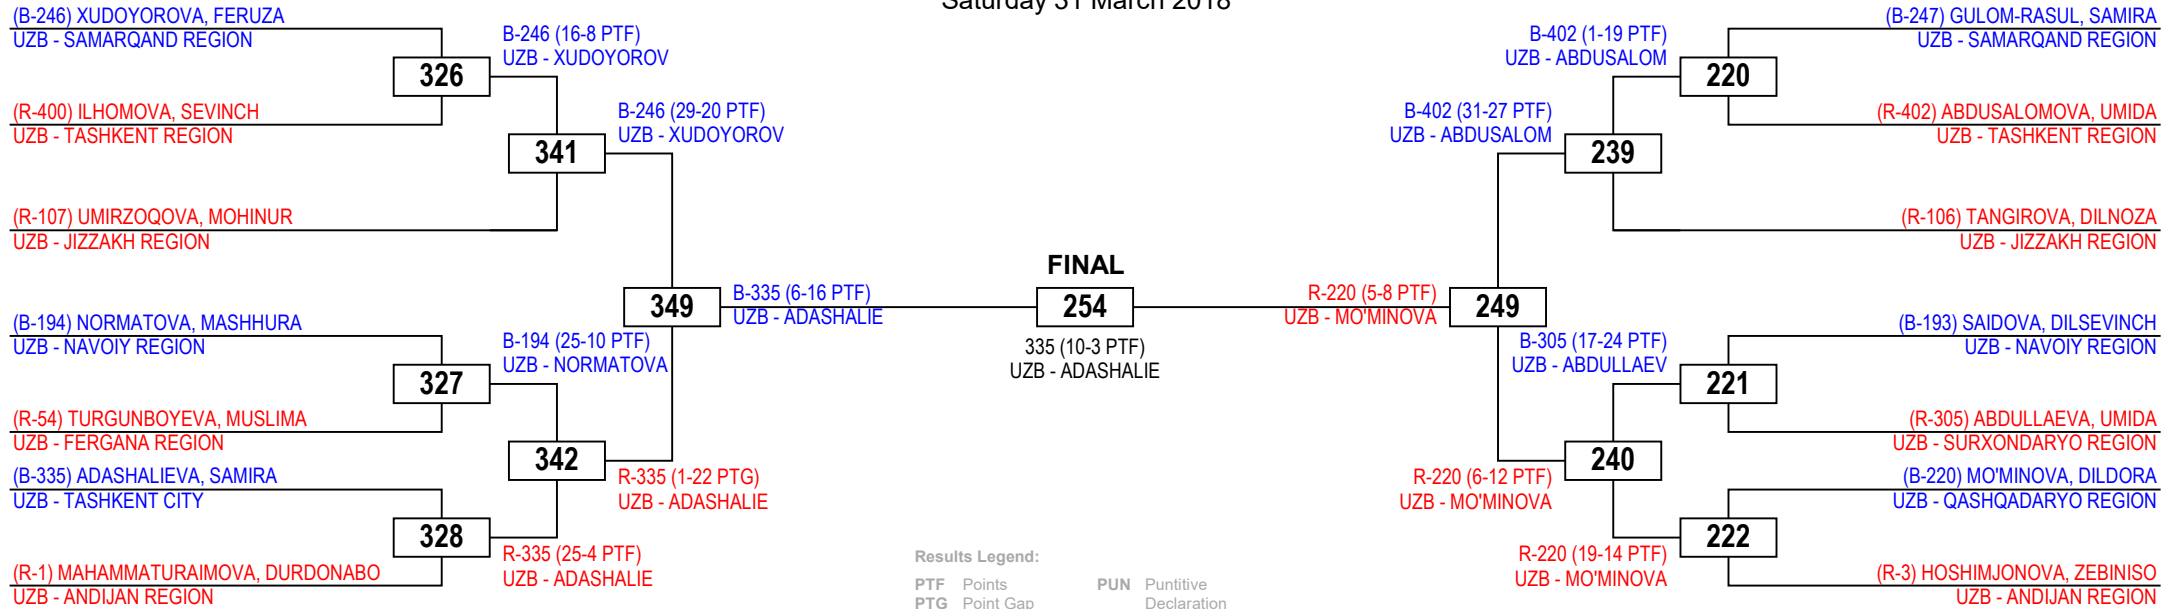 Saturday 31 March 2018
(B-246) XUDOYOROVA, FERUZA
UZB - SAMARQAND REGION
326
B-246 (16-8 PTF)
UZB - XUDOYOROV
(R-400) ILHOMOVA, SEVINCH
UZB - TASHKENT REGION
341
B-246 (29-20 PTF)
UZB - XUDOYOROV
(R-107) UMIRZOQOVA, MOHINUR
UZB - JIZZAKH REGION
349
B-335 (6-16 PTF)
UZB - ADASHALIE
(B-194) NORMATOVA, MASHHURA
UZB - NAVOIY REGION
327
B-194 (25-10 PTF)
UZB - NORMATOVA
(R-54) TURGUNBOYEVA, MUSLIMA
UZB - FERGANA REGION
342
R-335 (1-22 PTG)
UZB - ADASHALIE
(B-335) ADASHALIEVA, SAMIRA
UZB - TASHKENT CITY
328
R-335 (25-4 PTF)
UZB - ADASHALIE
(R-1) MAHAMMATURAIMOVA, DURDONABO
UZB - ANDIJAN REGION
FINAL
254
335 (10-3 PTF)
UZB - ADASHALIE
(B-247) GULOM-RASUL, SAMIRA
UZB - SAMARQAND REGION
B-402 (1-19 PTF)
UZB - ABDUSALOM
220
(R-402) ABDUSALOMOVA, UMIDA
UZB - TASHKENT REGION
B-402 (31-27 PTF)
UZB - ABDUSALOM
239
(R-106) TANGIROVA, DILNOZA
UZB - JIZZAKH REGION
R-220 (5-8 PTF)
UZB - MO'MINOVA
249
(B-193) SAIDOVA, DILSEVINCH
UZB - NAVOIY REGION
B-305 (17-24 PTF)
UZB - ABDULLAEV
221
(R-305) ABDULLAEVA, UMIDA
UZB - SURXONDARYO REGION
R-220 (6-12 PTF)
UZB - MO'MINOVA
240
(B-220) MO'MINOVA, DILDORA
UZB - QASHQADARYO REGION
222
R-220 (19-14 PTF)
UZB - MO'MINOVA
(R-3) HOSHIMJONOVA, ZEBINISO
UZB - ANDIJAN REGION
Results Legend:
PTF Points PUN Puntitive
PTG Point Gap Declaration